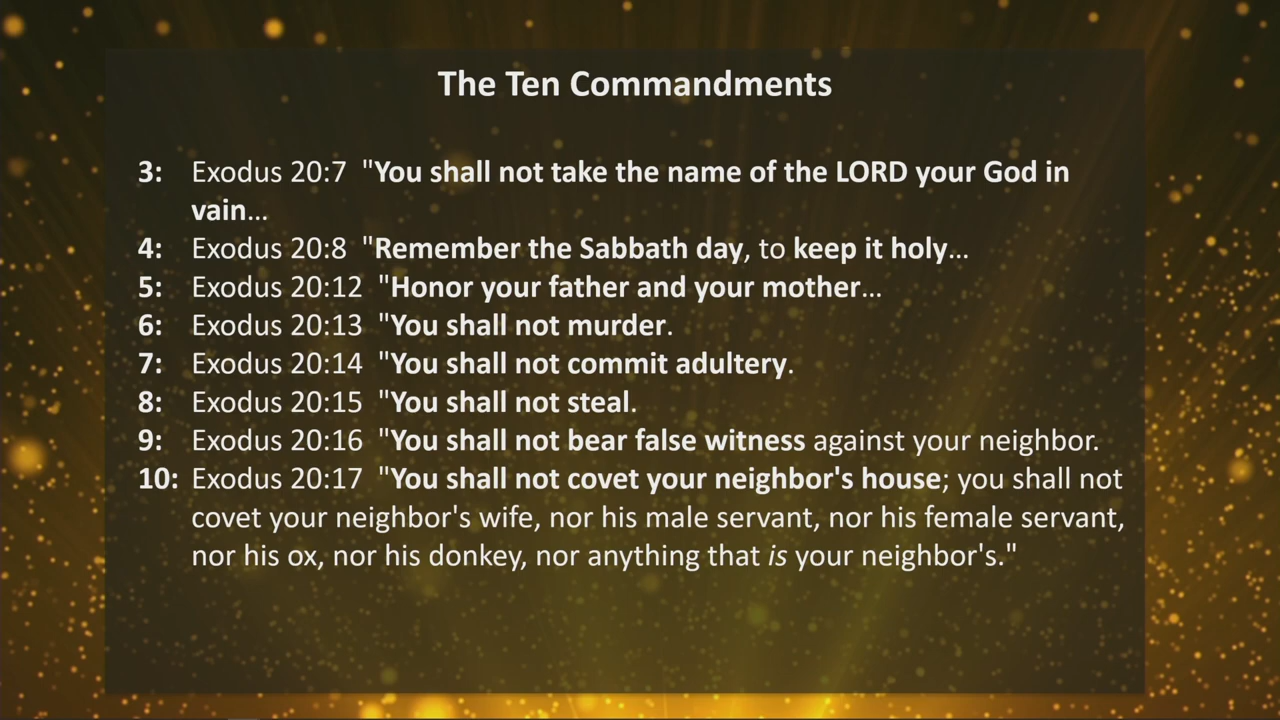 The Ten Commandments
3: Exodus 20:7 "You shall not take the name of the LORD your God in
vain...
4: Exodus 20:8 "Remember the Sabbath day, to keep it holy...
5: Exodus 20:12 "Honor your father and your mother...
6: Exodus 20:13 "You shall not murder.
7: Exodus 20:14 "You shall not commit adultery.
8: Exodus 20:15 "You shall not steal.
9: Exodus 20:16 "You shall not bear false witness against your neighbor.
10: Exodus 20:17 "You shall not covet your neighbor's house; you shall not
covet your neighbor's wife, nor his male servant, nor his female servant,
nor his ox, nor his donkey, nor anything that is your neighbor's."